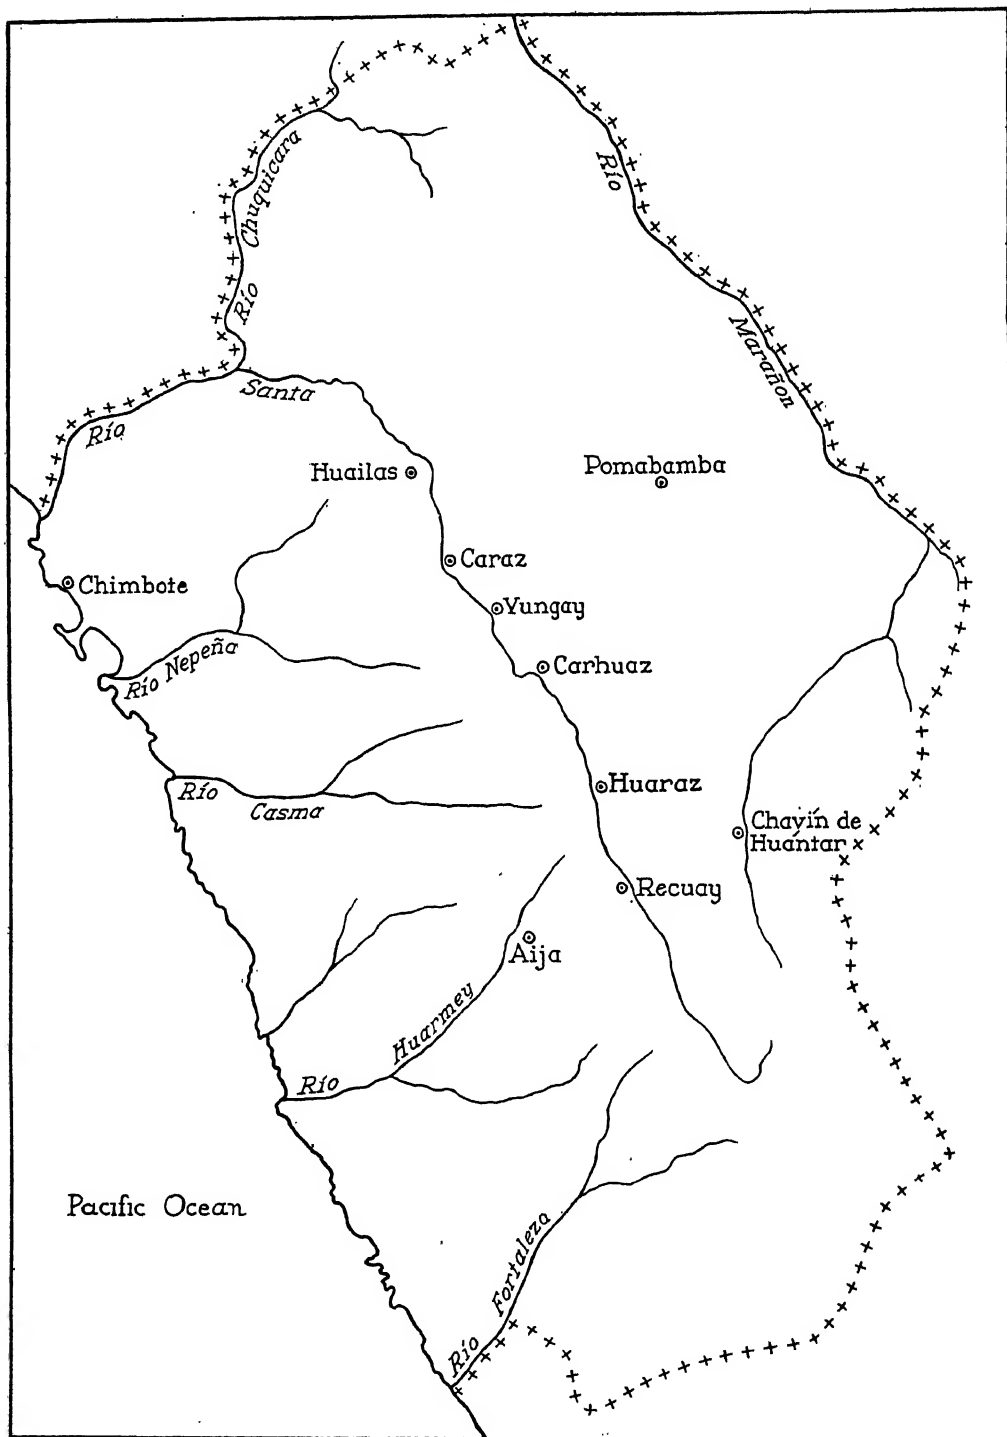 Río
Chuquicara
Río
Marañon
Río
Santa
Huailas
Pomabamba
Caraz
Chimbote
Yungay
Carhuaz
Río Nepeña
Río
Casma
Huaraz
Chavín de
Huántar
Recuay
Aija
Río
Huarmey
Pacific Ocean
Río
Fortaleza